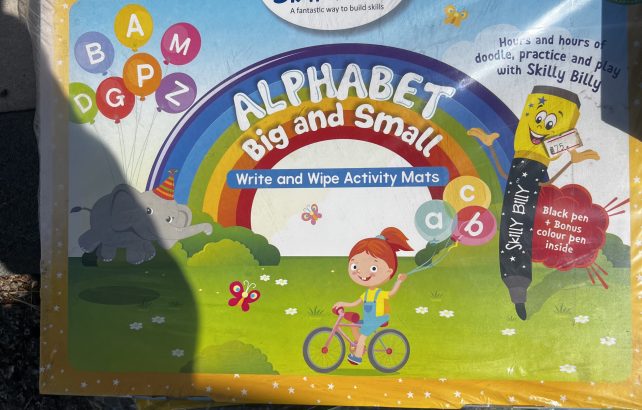 A fantastic way to build skills
B
A
M
G
P
D
Z
Hours and hours of
doodle, practice and play
with Skilly Billy
ALPHABET
Big and Small
Write and Wipe Activity Mats
a
c
b
SKILLY BILLY
Black pen
+ Bonus
colour pen
inside